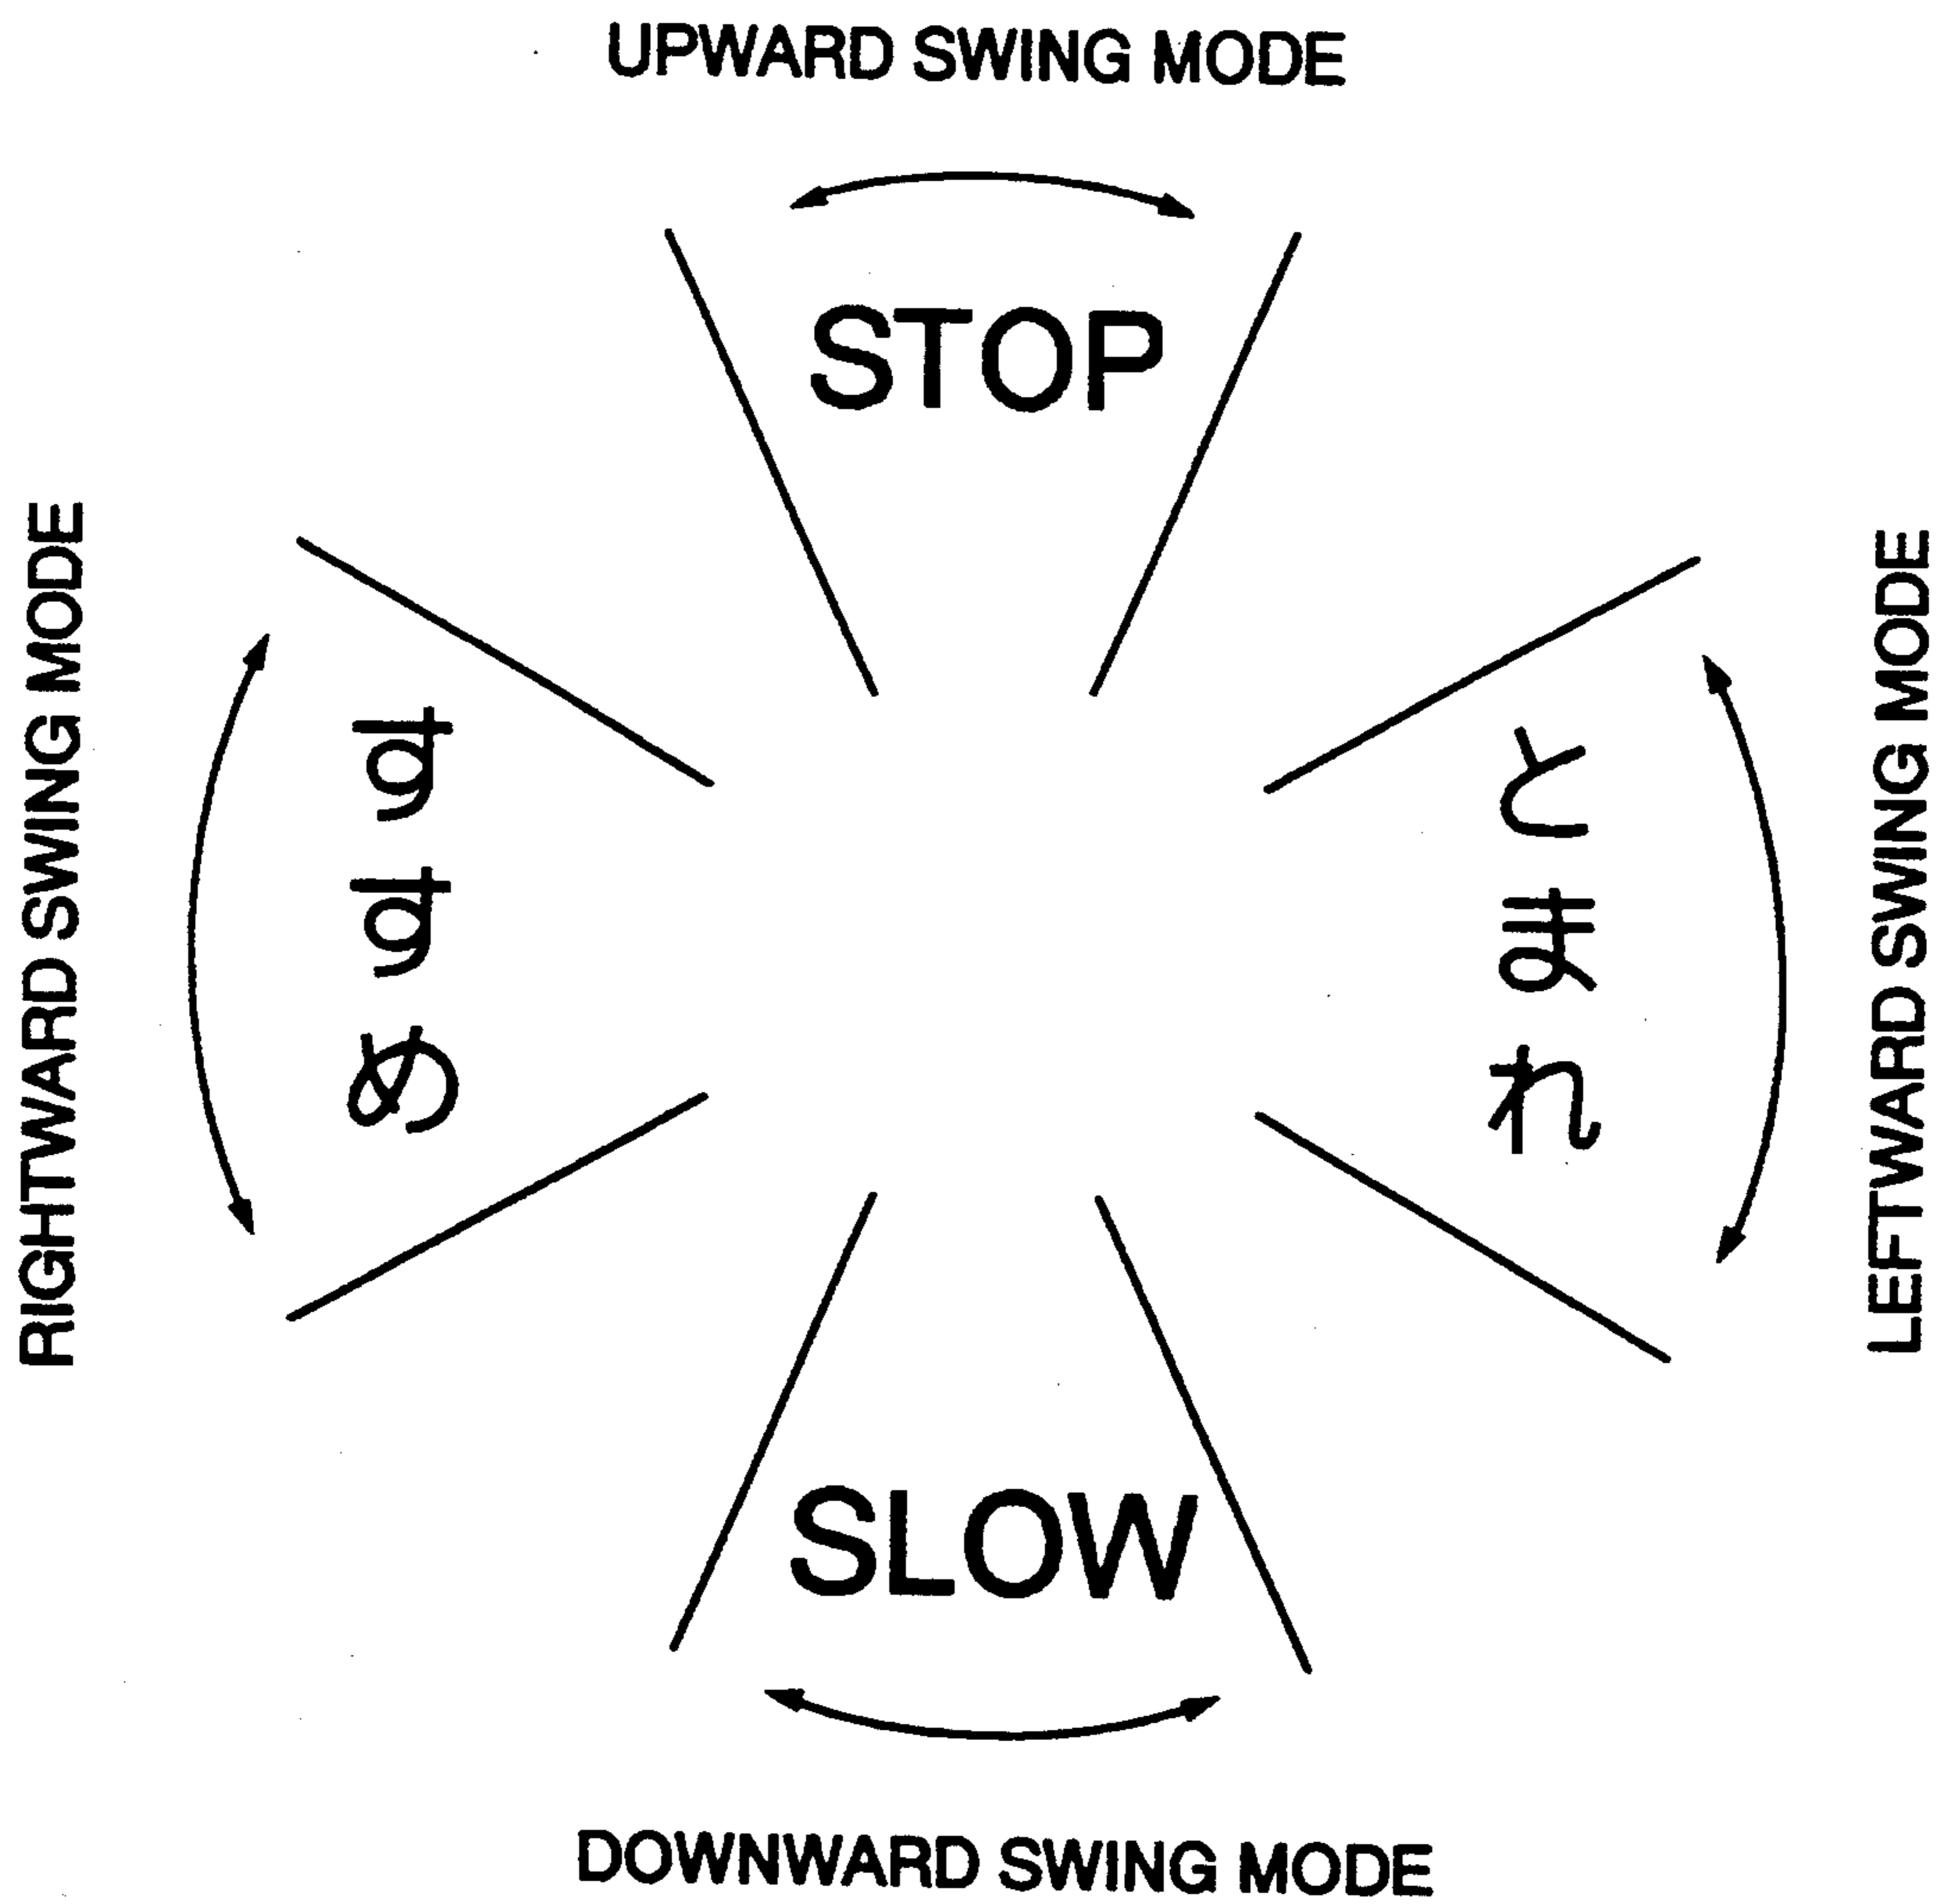 UPWARD SWING MODE
STOP
RIGHTWARD SWING MODE
すすめ
とまれ
LEFTWARD SWING MODE
SLOW
DOWNWARD SWING MODE